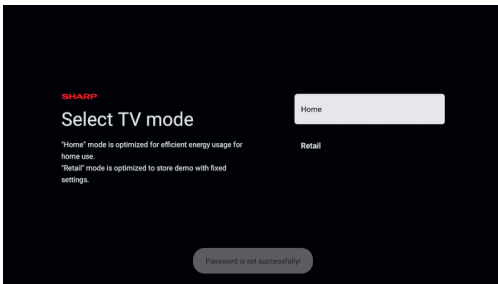 SHARP
Select TV mode
"Home" mode is optimized for efficient energy usage for
home use.
"Retail" mode is optimized to store demo with fixed
settings.
Home
Retail
Password is set successfully!